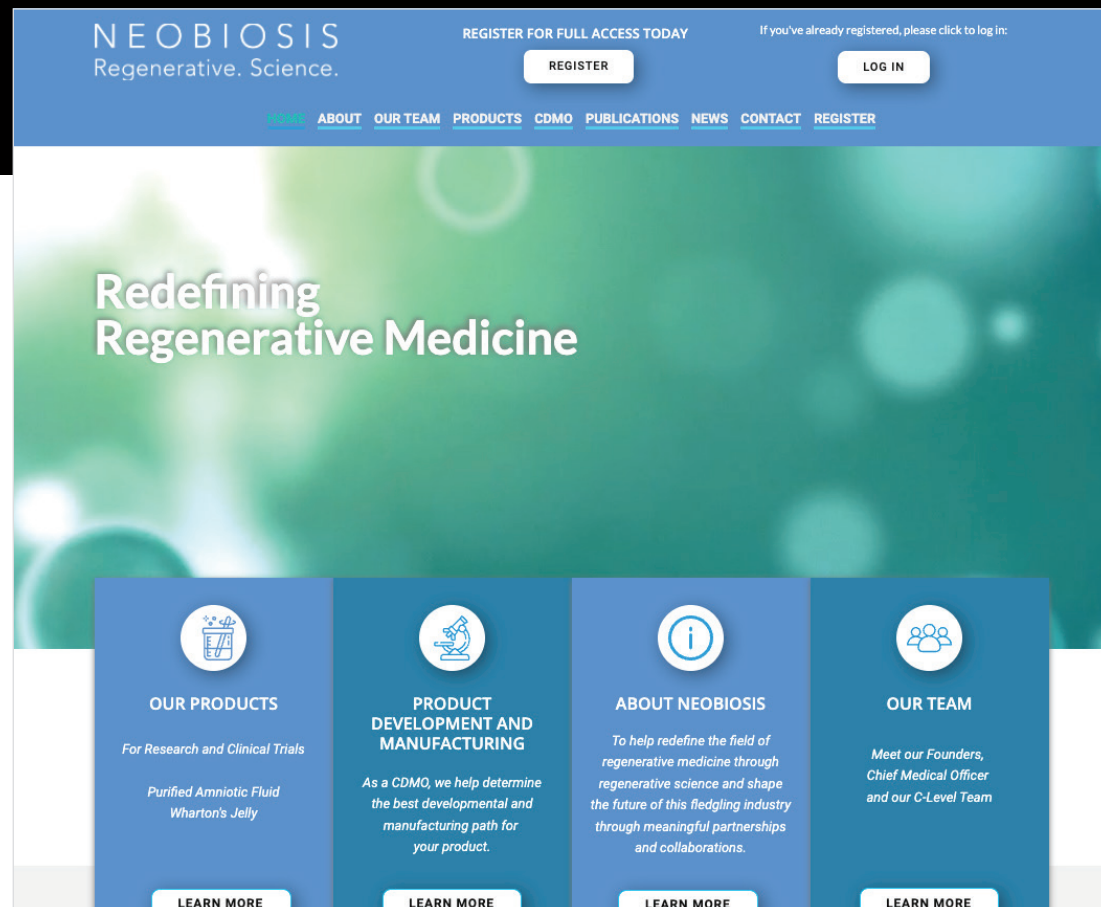 NEOBIOSIS
Regenerative. Science.
REGISTER FOR FULL ACCESS TODAY
REGISTER
If you've already registered, please click to log in:
LOG IN
HOME ABOUT OUR TEAM PRODUCTS CDMO PUBLICATIONS NEWS CONTACT REGISTER
Redefining
Regenerative Medicine
OUR PRODUCTS
For Research and Clinical Trials
Purified Amniotic Fluid
Wharton's Jelly
LEARN MORE
PRODUCT
DEVELOPMENT AND
MANUFACTURING
As a CDMO, we help determine
the best developmental and
manufacturing path for
your product.
LEARN MORE
ABOUT NEOBIOSIS
To help redefine the field of
regenerative medicine through
regenerative science and shape
the future of this fledgling industry
through meaningful partnerships
and collaborations.
LEARN MORE
OUR TEAM
Meet our Founders,
Chief Medical Officer
and our C-Level Team
LEARN MORE